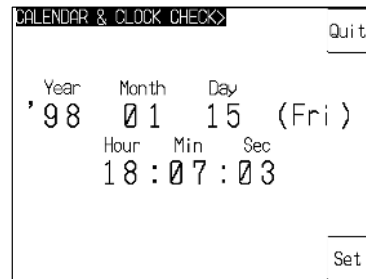 CALENDAR & CLOCK CHECK>
Quit
Year Month Day
'98 01 15 (Fri)
Hour Min Sec
18:07:03
Set